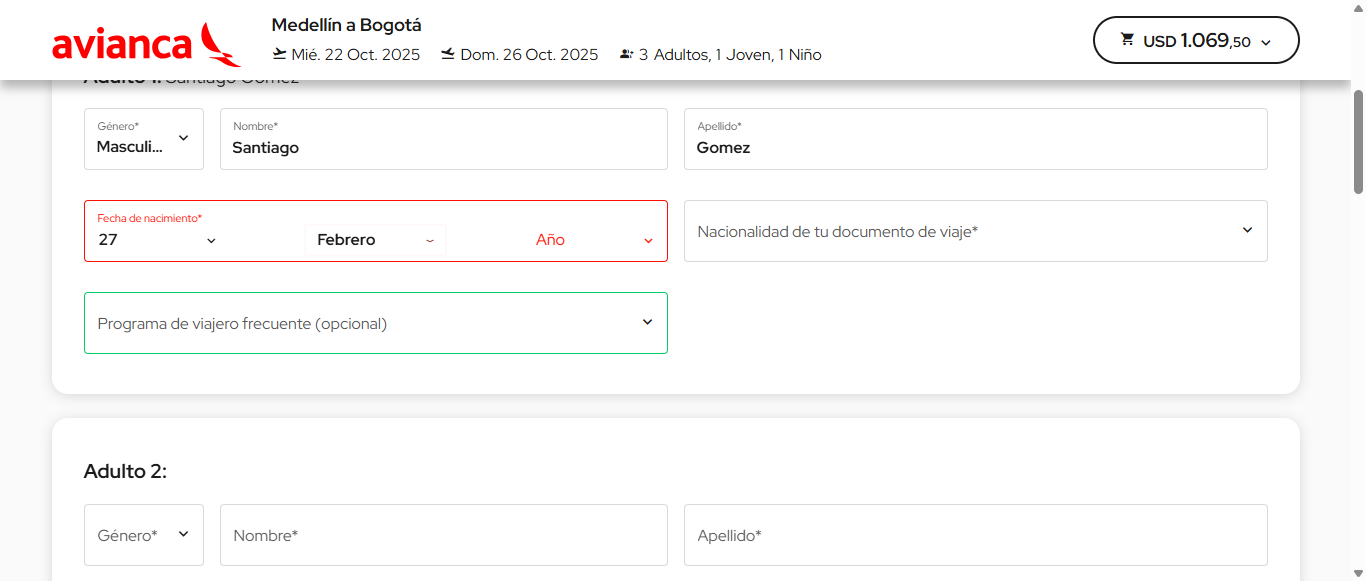 avianca
Medellín a Bogotá
Mié. 22 Oct. 2025 Dom. 26 Oct. 2025 3 Adultos, 1 Joven, 1 Niño
USD 1.069,50
Adulto 1: Santiago Gomez
Género* Nombre* Apellido*
Masculi... Santiago Gomez
Fecha de nacimiento*
27 Febrero Año
Nacionalidad de tu documento de viaje*
Programa de viajero frecuente (opcional)
Adulto 2:
Género* Nombre* Apellido*